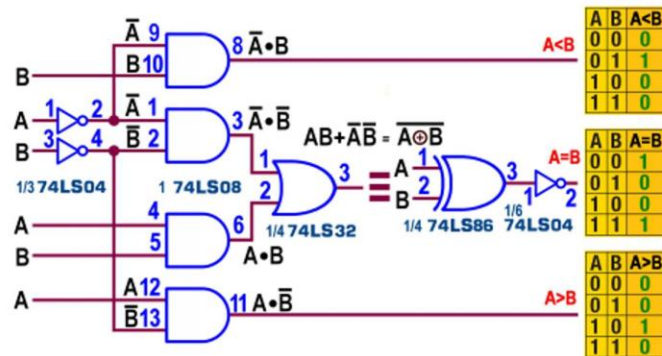 A 9
B
B 10
8 A•B
A<B
A B A<B
0 0 0
0 1 1
1 0 0
1 1 0
A 1 2
B 3 4
1/3 74LS04
A 1
B 2
3 A•B
1 74LS08
1
2
3
1/4 74LS32
AB+AB = A⊕B
A 1
B 2
3
1/4 74LS86
A=B
1
2
1/6 74LS04
A B A=B
0 0 1
0 1 0
1 0 0
1 1 1
A 4
B 5
6
A•B
A
A 12
B 13
11 A•B
A>B
A B A>B
0 0 0
0 0 0
1 0 1
1 1 0